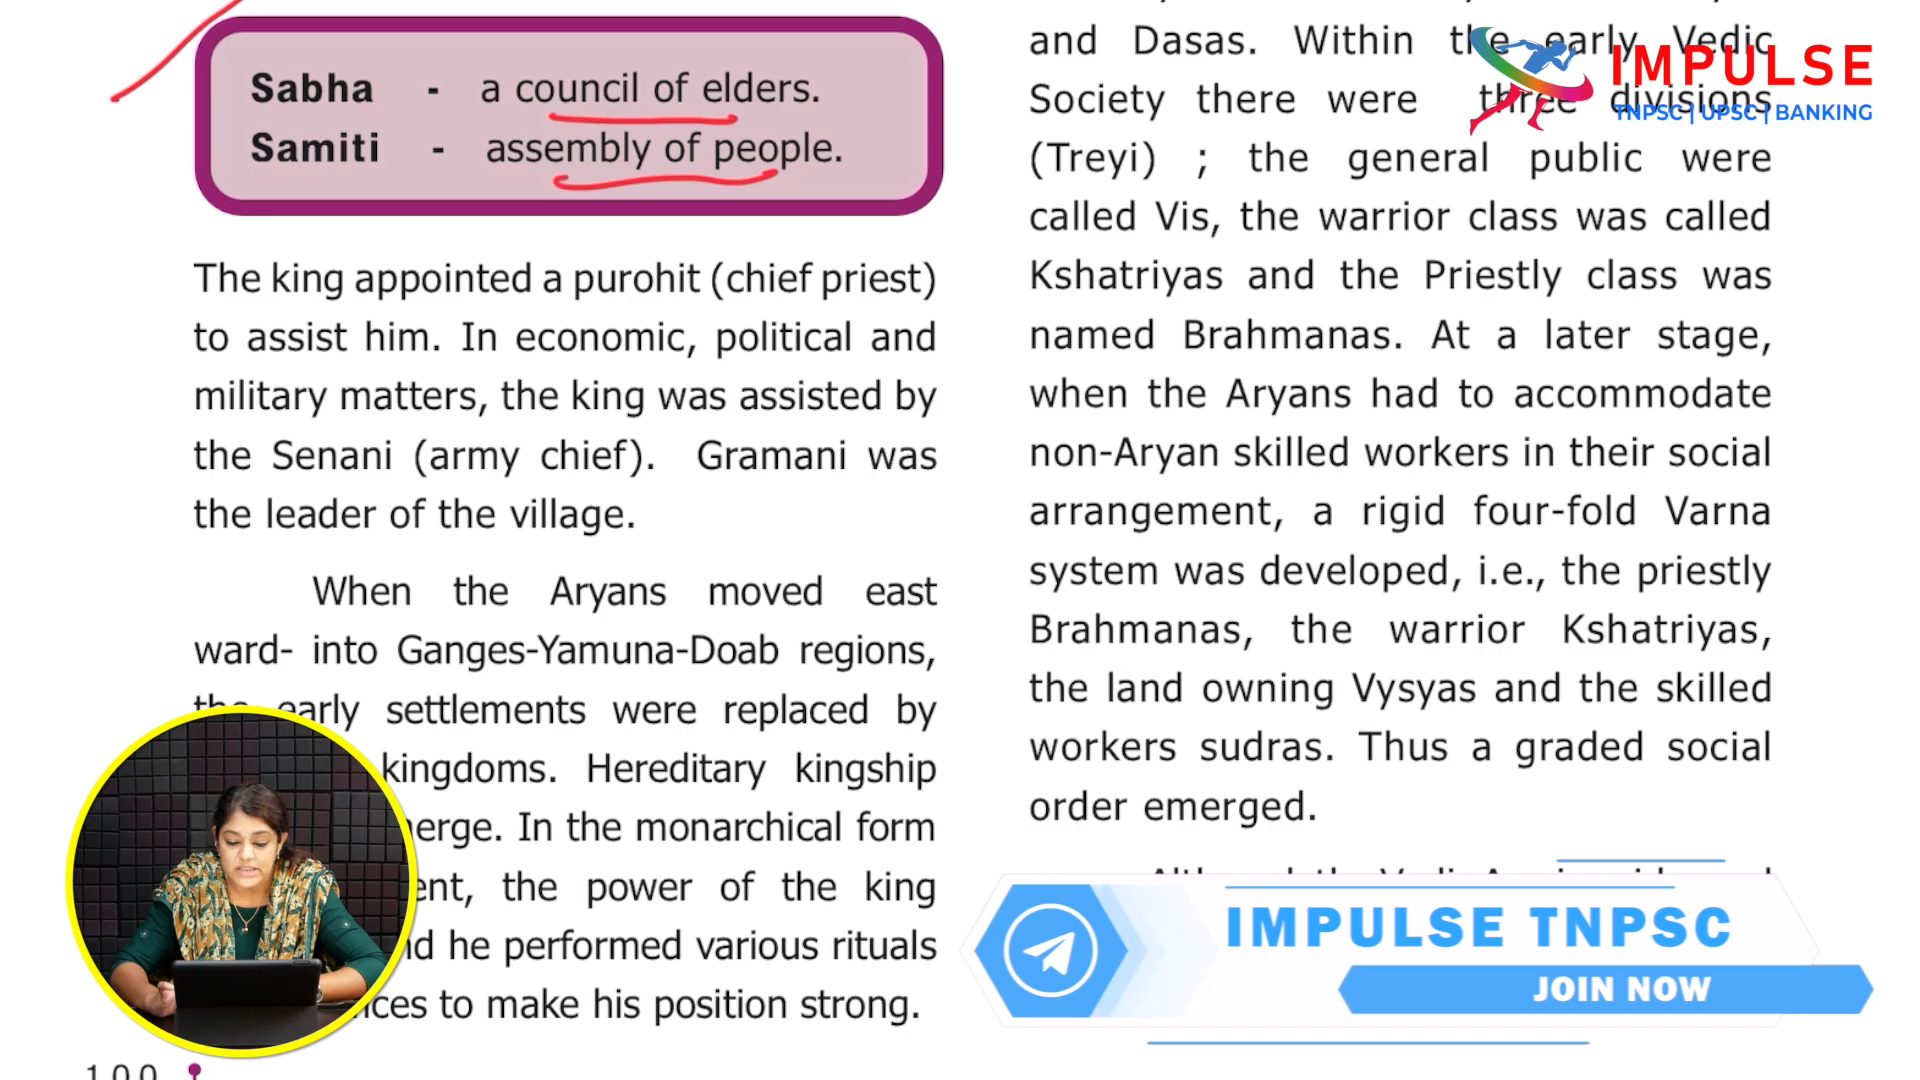 Sabha - a council of elders.
Samiti - assembly of people.
The king appointed a purohit (chief priest)
to assist him. In economic, political and
military matters, the king was assisted by
the Senani (army chief). Gramani was
the leader of the village.
When the Aryans moved east
ward- into Ganges-Yamuna-Doab regions,
the early settlements were replaced by
kingdoms. Hereditary kingship
erge. In the monarchical form
ent, the power of the king
nd he performed various rituals
ces to make his position strong.
100
and Dasas. Within the early Vedic
Society there were three divisions
(Treyi) ; the general public were
called Vis, the warrior class was called
Kshatriyas and the Priestly class was
named Brahmanas. At a later stage,
when the Aryans had to accommodate
non-Aryan skilled workers in their social
arrangement, a rigid four-fold Varna
system was developed, i.e., the priestly
Brahmanas, the warrior Kshatriyas,
the land owning Vysyas and the skilled
workers sudras. Thus a graded social
order emerged.
IMPULSE
TNPSC | UPSC | BANKING
IMPULSE TNPSC
JOIN NOW